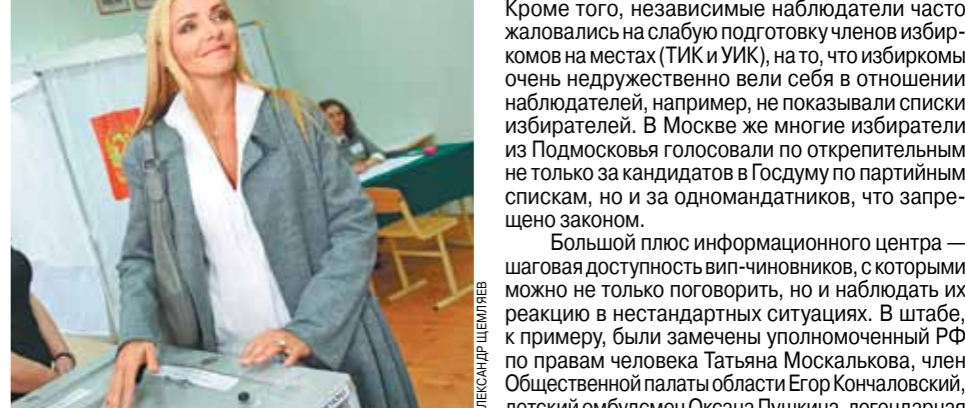 Кроме того, независимые наблюдатели часто
жаловались на слабую подготовку членов избир-
комов на местах (ТИК и УИК), на то, что избиркомы
очень недружественно вели себя в отношении
наблюдателей, например, не показывали списки
избирателей. В Москве же многие избиратели
из Подмосковья голосовали по открепительным
не только за кандидатов в Госдуму по партийным
спискам, но и за одномандатников, что запре-
щено законом.
Большой плюс информационного центра —
шаговая доступность вип-чиновников, с которыми
можно не только поговорить, но и наблюдать их
реакцию в нестандартных ситуациях. В штабе,
к примеру, были замечены уполномоченный РФ
по правам человека Татьяна Москалькова, член
Общественной палаты области Егор Кончаловский,
детский омбудсмен Оксана Пушкина, легендарная
ЛЕКСАНДР ЩЕМЛЯЕВ